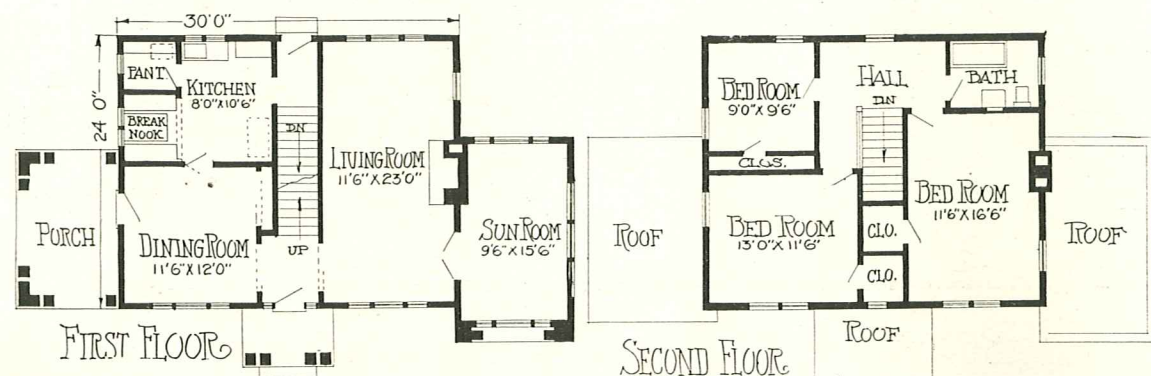 30'0"
24'0"
PANT.
KITCHEN
8'0"X10'6"
BREAK
NOOK
DN
LIVING ROOM
11'6"X23'0"
PORCH
DINING ROOM
11'6"X12'0"
UP
SUN ROOM
9'6"X15'6"
FIRST FLOOR
BED ROOM
9'0"X9'6"
HALL
DN
BATH
CLOS.
BED ROOM
13'0"X11'6"
CLO.
CLO.
BED ROOM
11'6"X16'6"
ROOF
ROOF
ROOF
SECOND FLOOR